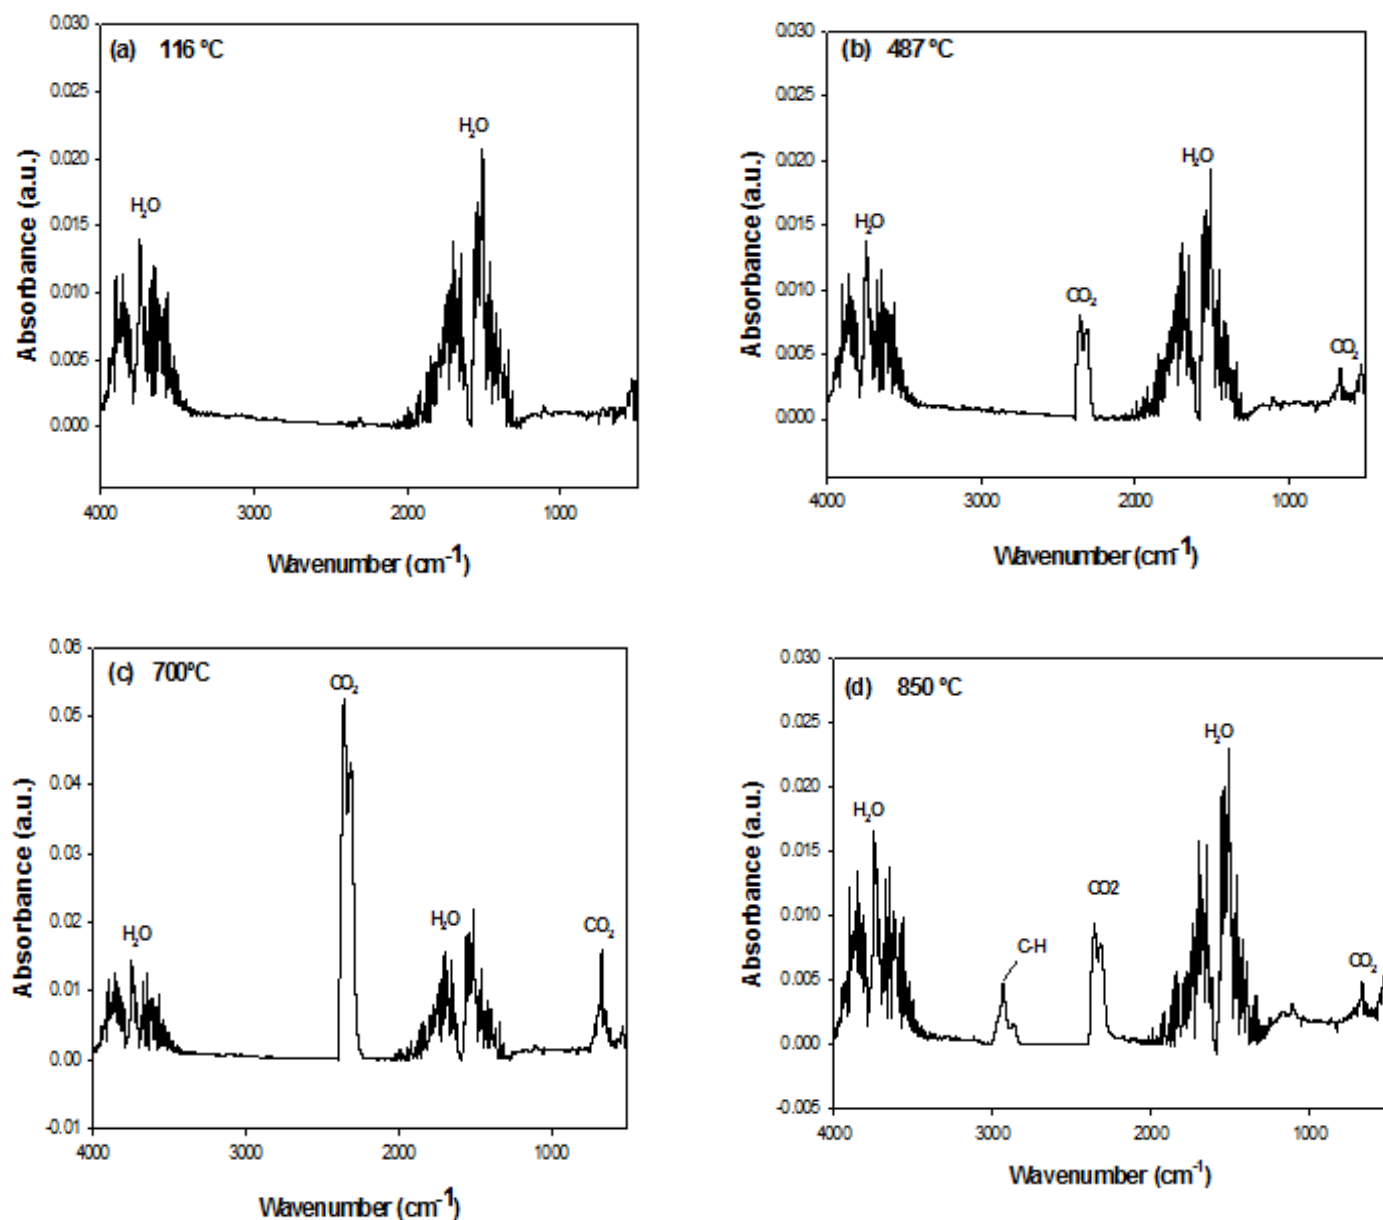 (a) 116 ºC
0.030
0.025
0.020
0.015
0.010
0.005
0.000
H₂O
H₂O
Absorbance (a.u.)
4000 3000 2000 1000
Wavenumber (cm⁻¹)
(b) 487 ºC
0.030
0.025
0.020
0.015
0.010
0.005
0.000
H₂O
CO₂
H₂O
CO₂
Absorbance (a.u.)
4000 3000 2000 1000
Wavenumber (cm⁻¹)
(c) 700ºC
0.06
0.05
0.04
0.03
0.02
0.01
0.00
-0.01
H₂O
CO₂
H₂O
CO₂
Absorbance (a.u.)
4000 3000 2000 1000
Wavenumber (cm⁻¹)
(d) 850 ºC
0.030
0.025
0.020
0.015
0.010
0.005
0.000
-0.005
H₂O
C-H
CO2
H₂O
CO₂
Absorbance (a.u.)
4000 3000 2000 1000
Wavenumber (cm⁻¹)